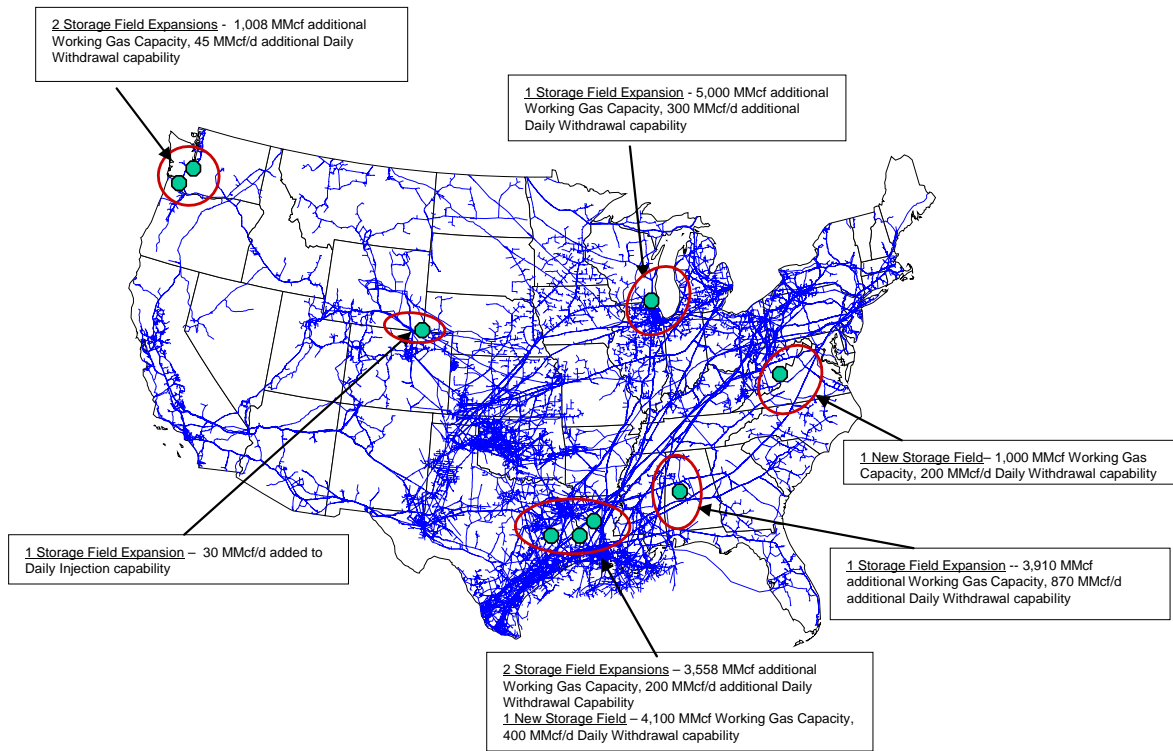 2 Storage Field Expansions - 1,008 MMcf additional
Working Gas Capacity, 45 MMcf/d additional Daily
Withdrawal capability
1 Storage Field Expansion - 5,000 MMcf additional
Working Gas Capacity, 300 MMcf/d additional
Daily Withdrawal capability
1 New Storage Field– 1,000 MMcf Working Gas
Capacity, 200 MMcf/d Daily Withdrawal capability
1 Storage Field Expansion – 30 MMcf/d added to
Daily Injection capability
1 Storage Field Expansion -- 3,910 MMcf
additional Working Gas Capacity, 870 MMcf/d
additional Daily Withdrawal capability
2 Storage Field Expansions – 3,558 MMcf additional
Working Gas Capacity, 200 MMcf/d additional Daily
Withdrawal Capability
1 New Storage Field – 4,100 MMcf Working Gas Capacity,
400 MMcf/d Daily Withdrawal capability